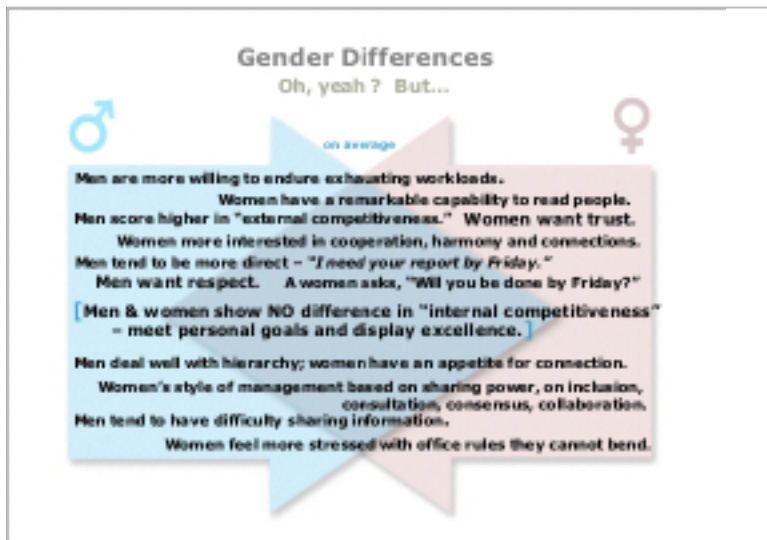 Gender Differences
Oh, yeah ? But...
on average
Men are more willing to endure exhausting workloads.
Women have a remarkable capability to read people.
Men score higher in "external competitiveness." Women want trust.
Women more interested in cooperation, harmony and connections.
Men tend to be more direct – "I need your report by Friday."
Men want respect. A women asks, "Will you be done by Friday?"
[Men & women show NO difference in "internal competitiveness"
– meet personal goals and display excellence.]
Men deal well with hierarchy; women have an appetite for connection.
Women's style of management based on sharing power, on inclusion,
consultation, consensus, collaboration.
Men tend to have difficulty sharing information.
Women feel more stressed with office rules they cannot bend.